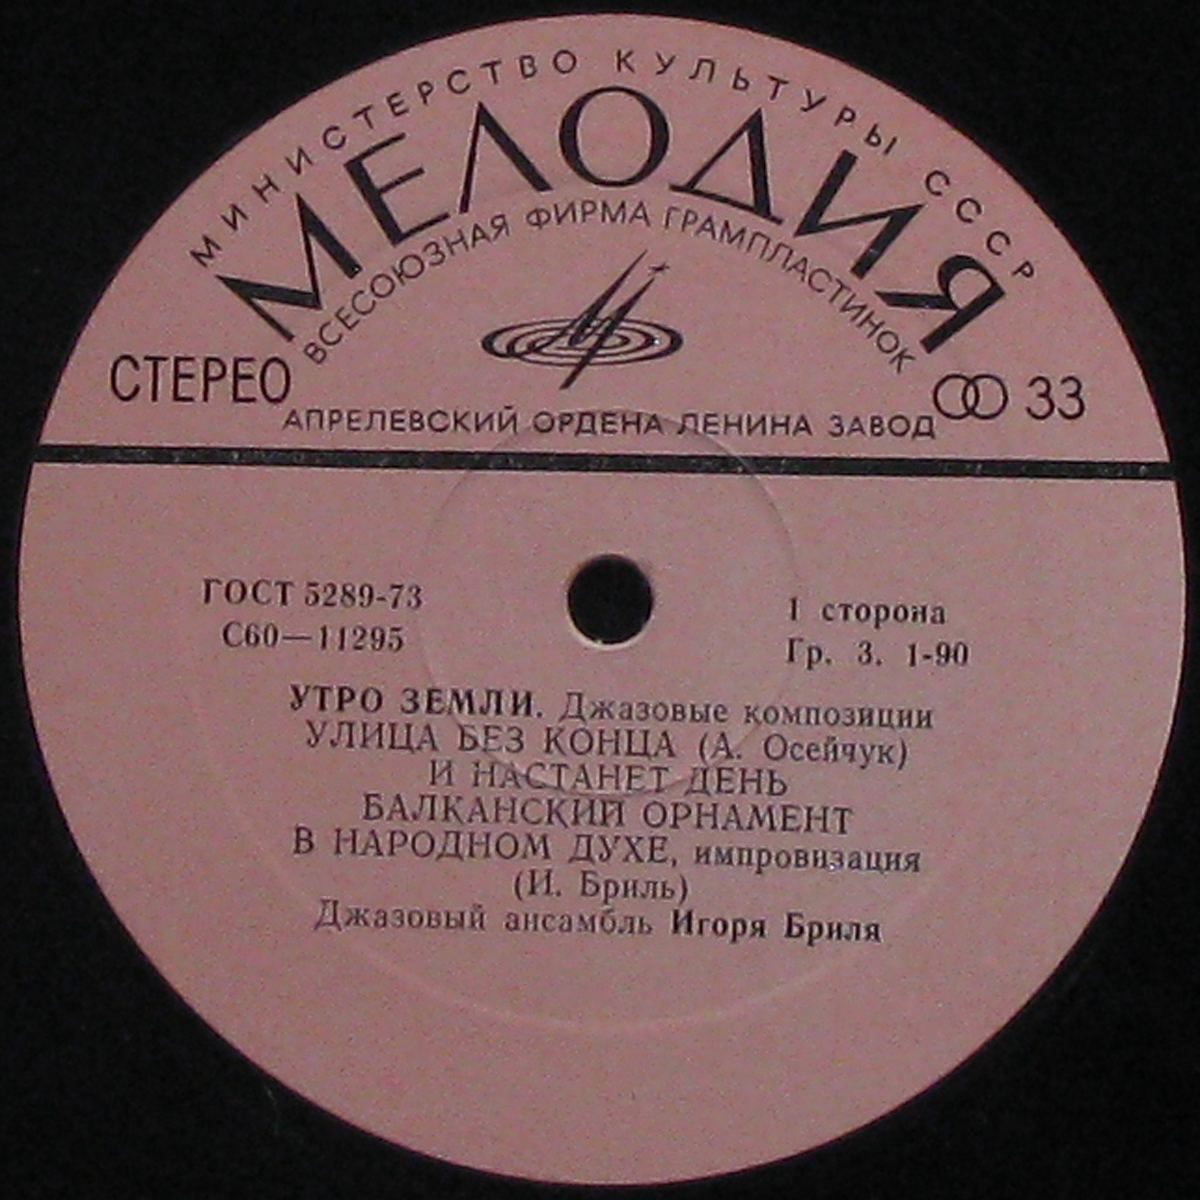 МИНИСТЕРСТВО КУЛЬТУРЫ СССР
МЕЛОДИЯ
ВСЕСОЮЗНАЯ ФИРМА ГРАМПЛАСТИНОК
СТЕРЕО
33
АПРЕЛЕВСКИЙ ОРДЕНА ЛЕНИНА ЗАВОД
ГОСТ 5289-73
С60—11295
1 сторона
Гр. 3. 1-90
УТРО ЗЕМЛИ. Джазовые композиции
УЛИЦА БЕЗ КОНЦА (А. Осейчук)
И НАСТАНЕТ ДЕНЬ
БАЛКАНСКИЙ ОРНАМЕНТ
В НАРОДНОМ ДУХЕ, импровизация
(И. Бриль)
Джазовый ансамбль Игоря Бриля